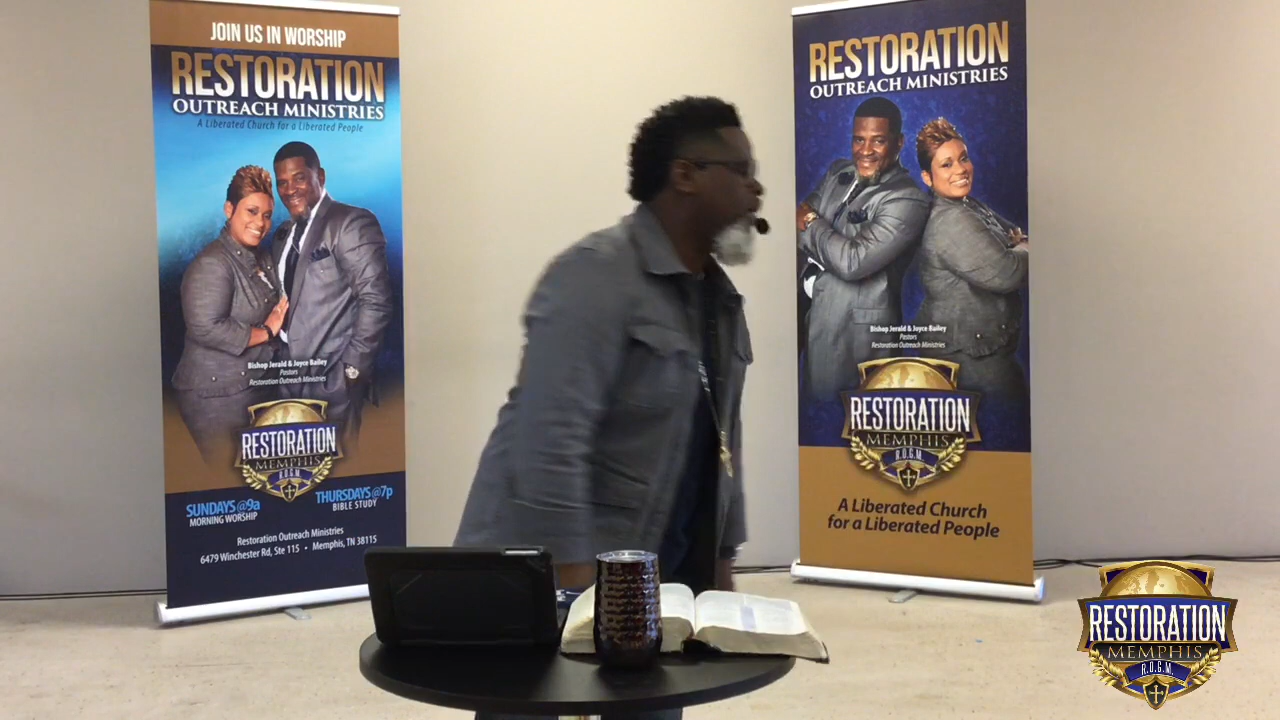 JOIN US IN WORSHIP
RESTORATION
OUTREACH MINISTRIES
A Liberated Church for a Liberated People
Bishop Jerald & Joyce Bailey
Pastors
Restoration Outreach Ministries
RESTORATION
MEMPHIS
R.O.G.M.
SUNDAYS @9a
MORNING WORSHIP
THURSDAYS @7p
BIBLE STUDY
Restoration Outreach Ministries
6479 Winchester Rd, Ste 115 • Memphis, TN 38115
RESTORATION
OUTREACH MINISTRIES
Bishop Jerald & Joyce Bailey
Pastors
Restoration Outreach Ministries
RESTORATION
MEMPHIS
R.O.G.M.
A Liberated Church
for a Liberated People
RESTORATION
MEMPHIS
R.O.G.M.